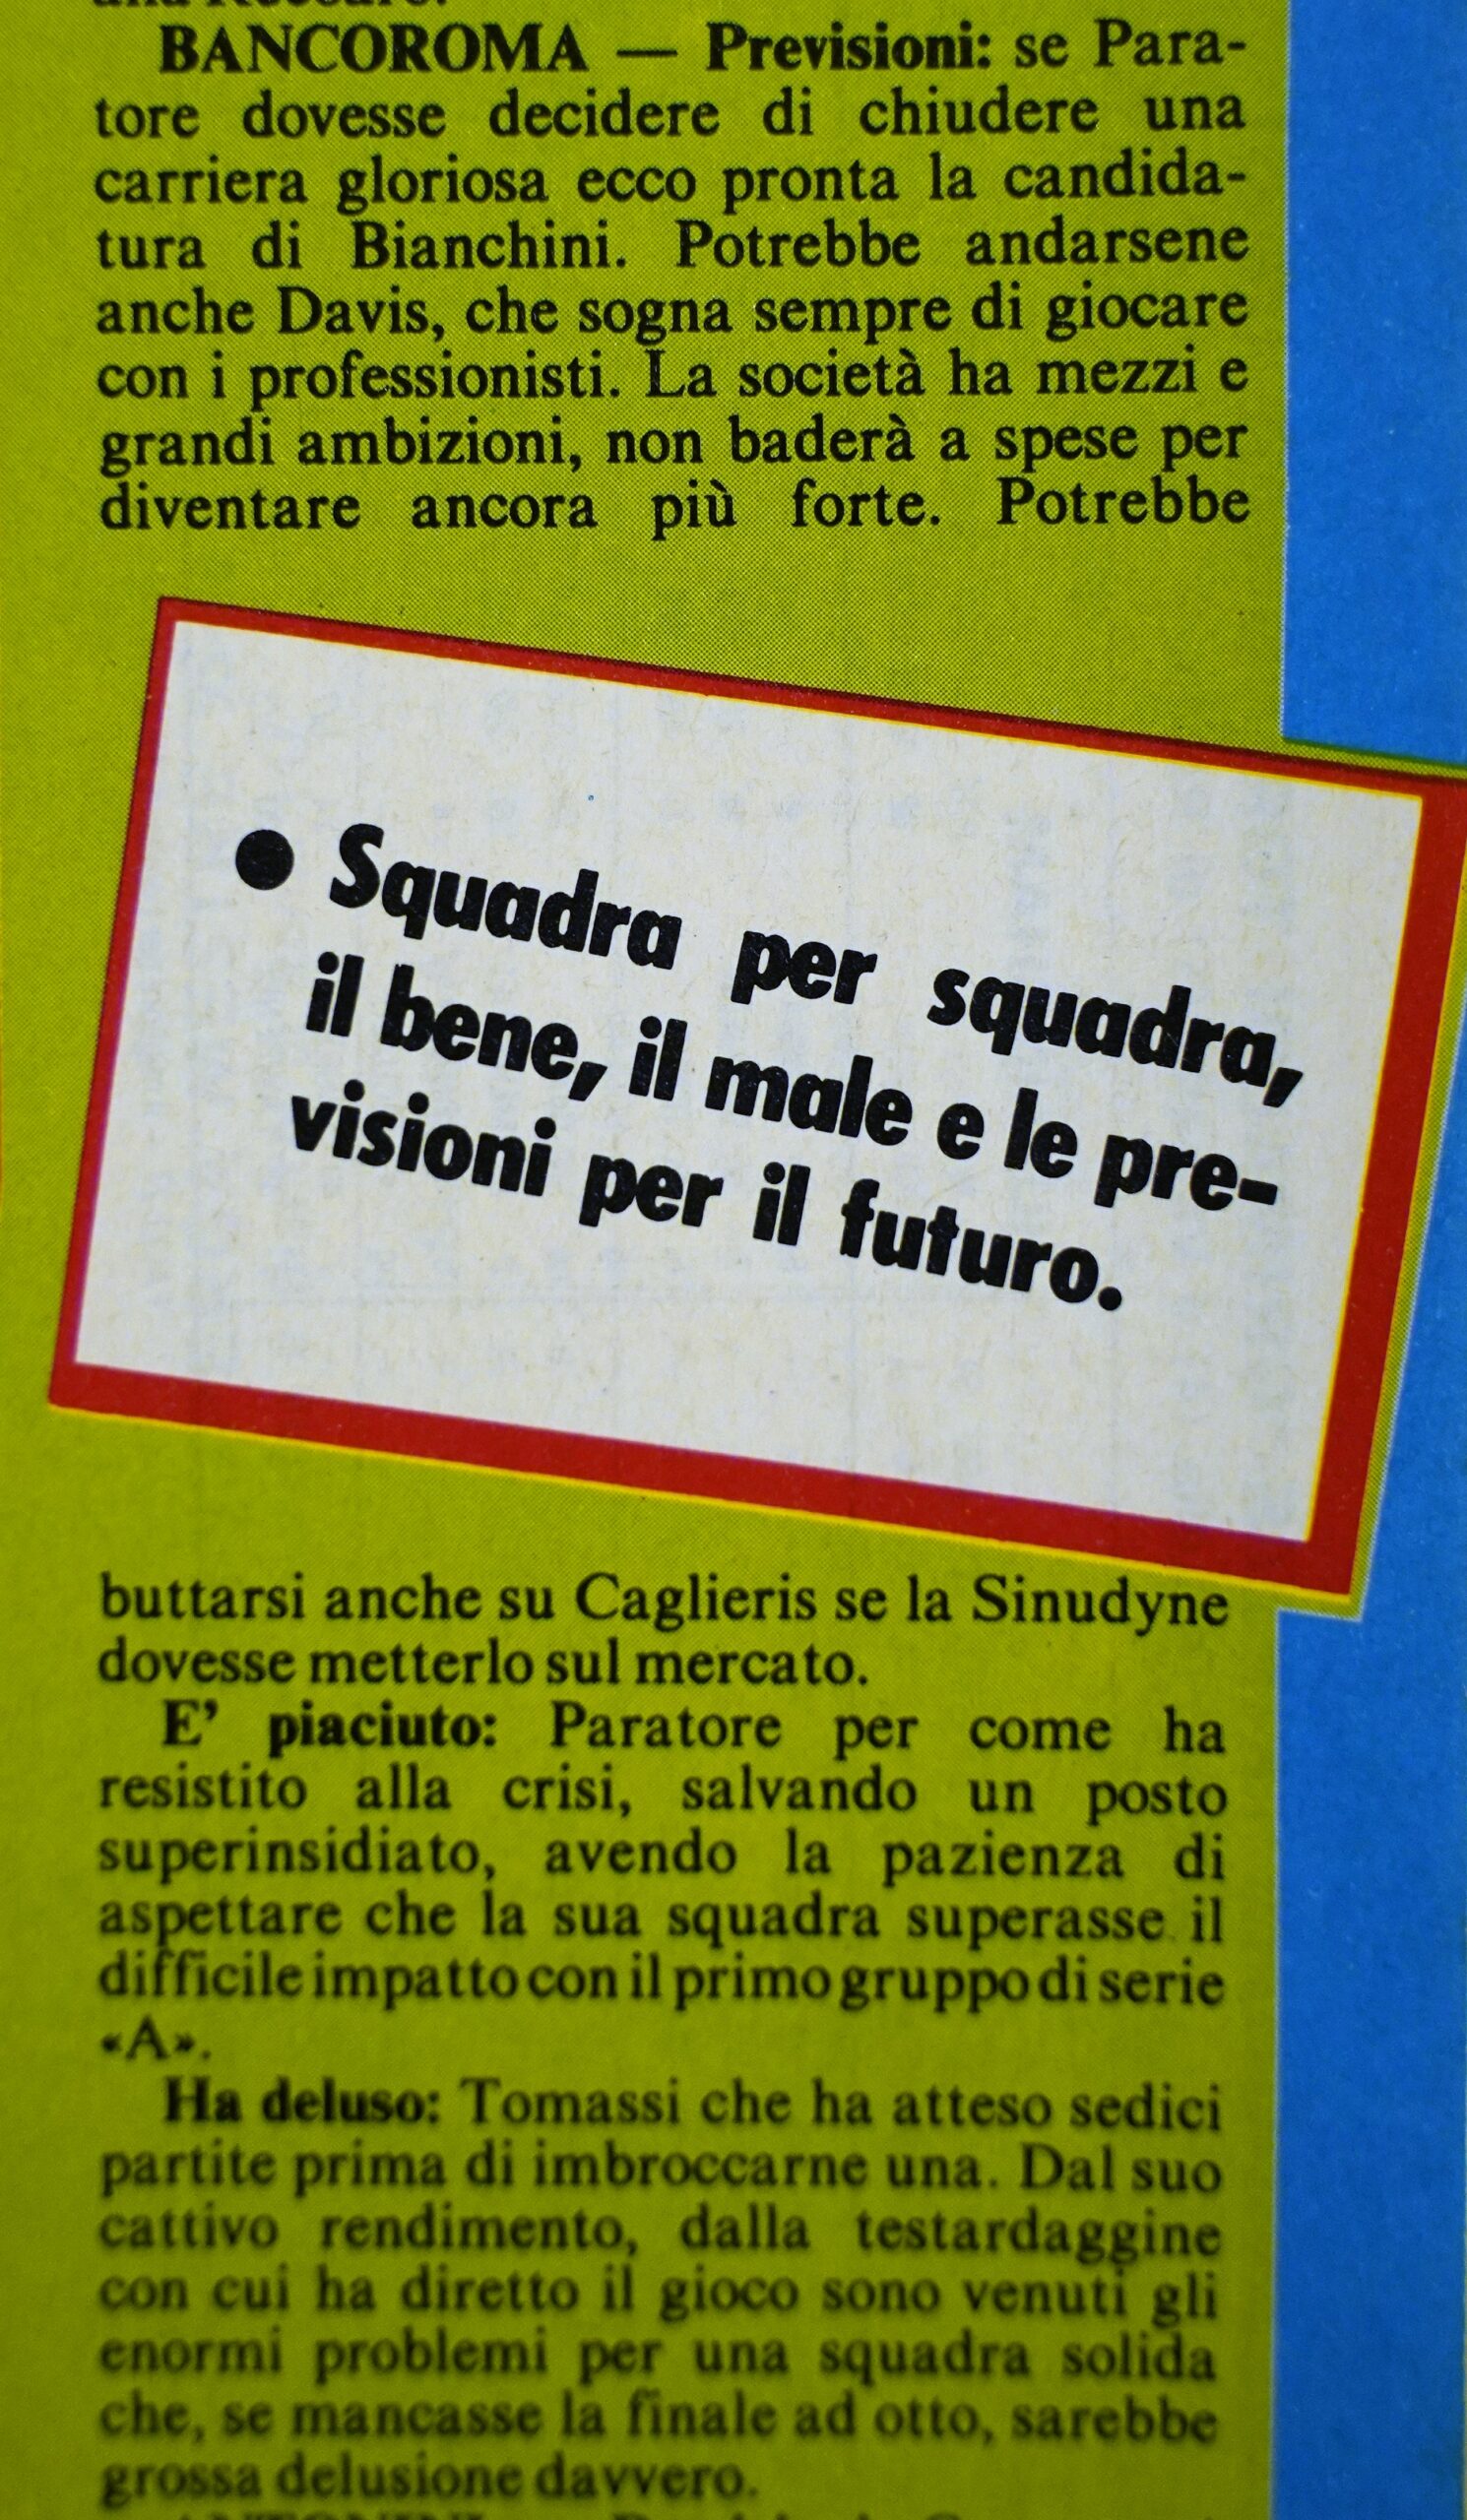 BANCOROMA — Previsioni: se Para-
tore dovesse decidere di chiudere una
carriera gloriosa ecco pronta la candida-
tura di Bianchini. Potrebbe andarsene
anche Davis, che sogna sempre di giocare
con i professionisti. La società ha mezzi e
grandi ambizioni, non baderà a spese per
diventare ancora più forte. Potrebbe
● Squadra per squadra,
il bene, il male e le pre-
visioni per il futuro.
buttarsi anche su Caglieris se la Sinudyne
dovesse metterlo sul mercato.
E' piaciuto: Paratore per come ha
resistito alla crisi, salvando un posto
superinsidiato, avendo la pazienza di
aspettare che la sua squadra superasse il
difficile impatto con il primo gruppo di serie
«A».
Ha deluso: Tomassi che ha atteso sedici
partite prima di imbroccarne una. Dal suo
cattivo rendimento, dalla testardaggine
con cui ha diretto il gioco sono venuti gli
enormi problemi per una squadra solida
che, se mancasse la finale ad otto, sarebbe
grossa delusione davvero.